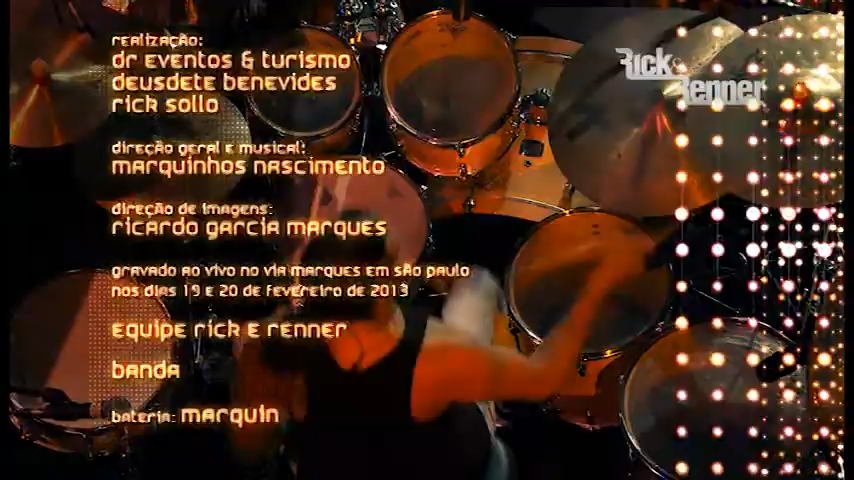 Rick &
Renner
realização:
dr eventos & turismo
deusdete benevides
rick sollo
direção geral e musical:
marquinhos nascimento
direção de imagens:
ricardo garcia marques
gravado ao vivo no via marques em são paulo
nos dias 19 e 20 de fevereiro de 2013
equipe rick e renner
banda
bateria: marquin